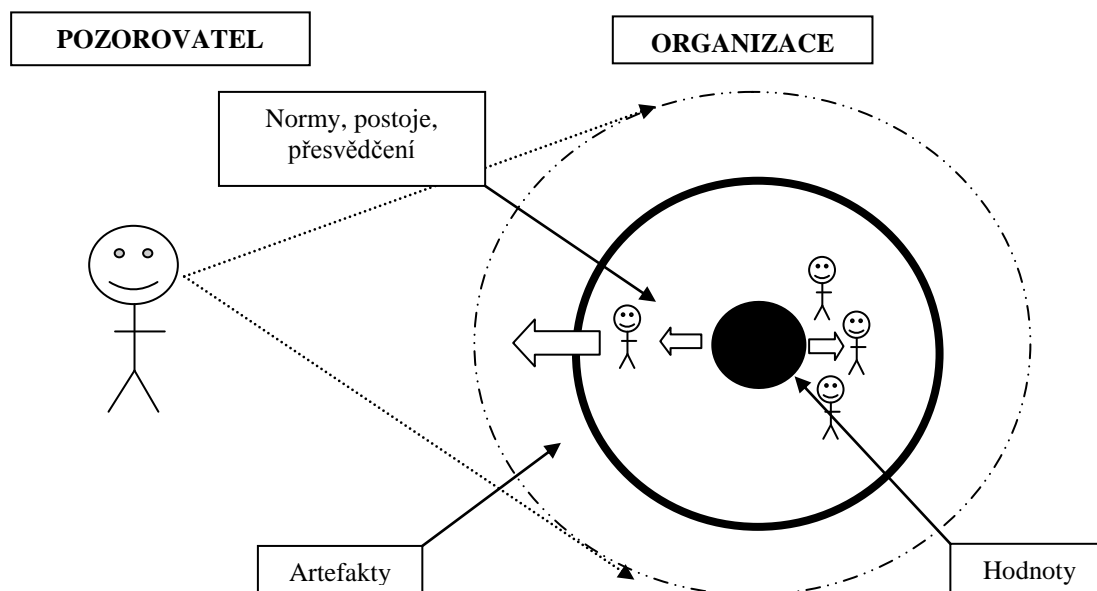 POZOROVATEL
ORGANIZACE
Normy, postoje,
přesvědčení
Artefakty
Hodnoty